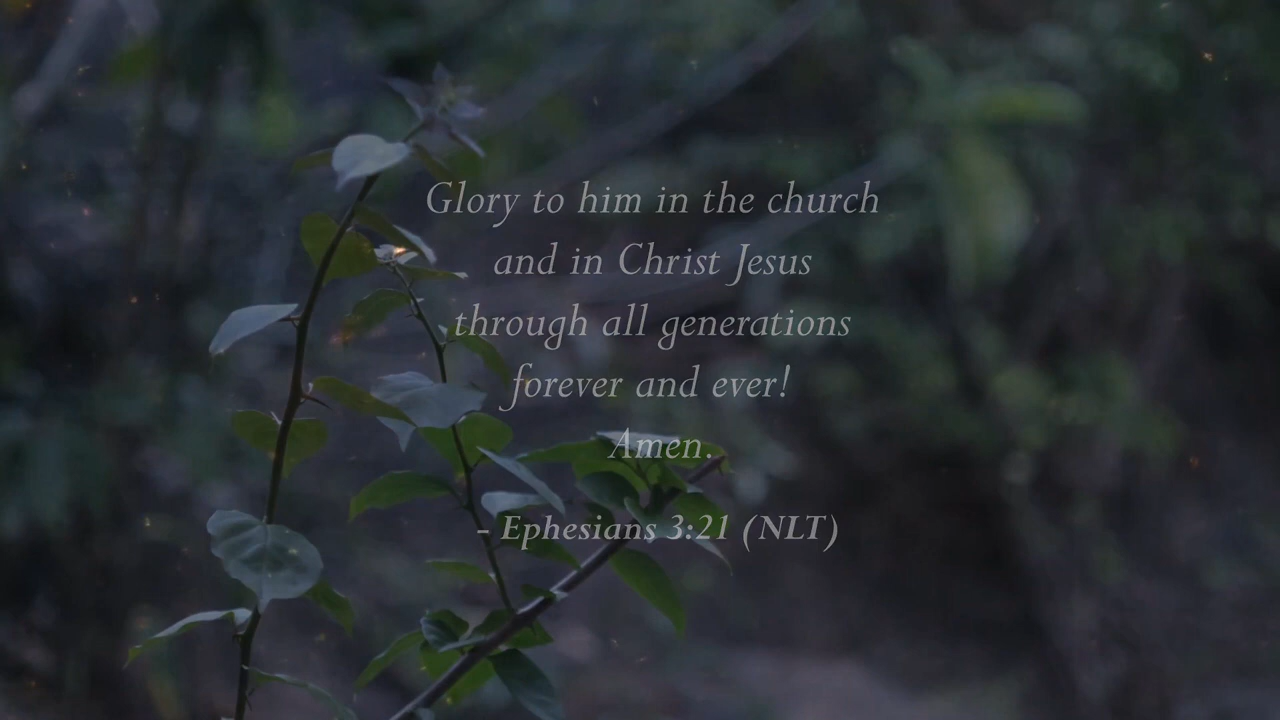 Glory to him in the church
and in Christ Jesus
through all generations
forever and ever!
Amen.
- Ephesians 3:21 (NLT)